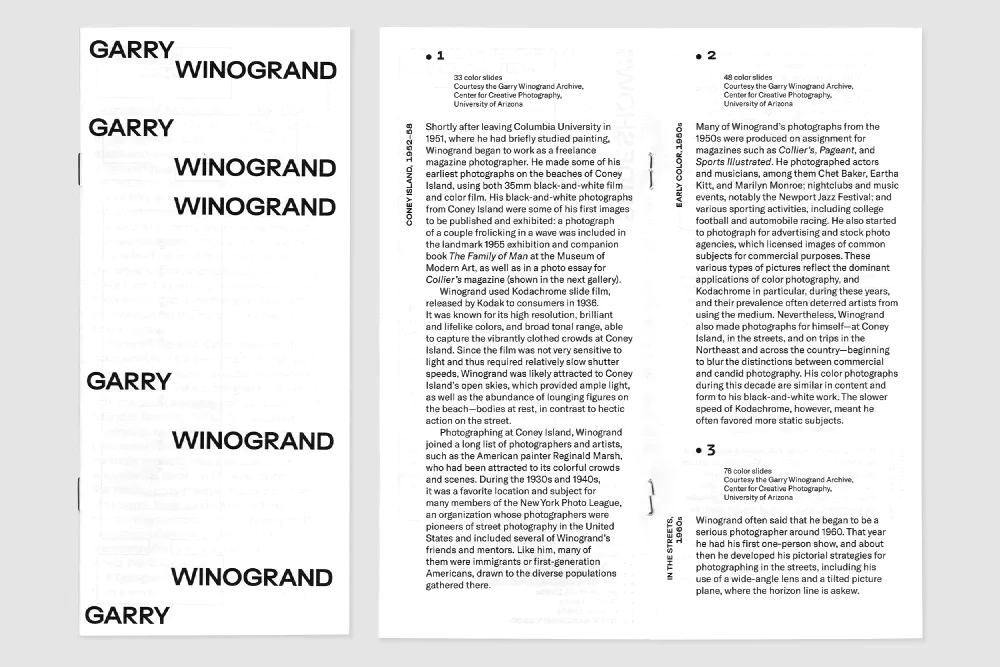 GARRY
WINOGRAND
GARRY
WINOGRAND
WINOGRAND
GARRY
WINOGRAND
WINOGRAND
GARRY
1
33 color slides
Courtesy the Garry Winogrand Archive,
Center for Creative Photography,
University of Arizona
CONEY ISLAND, 1952–58
Shortly after leaving Columbia University in
1951, where he had briefly studied painting,
Winogrand began to work as a freelance
magazine photographer. He made some of his
earliest photographs on the beaches of Coney
Island, using both 35mm black-and-white film
and color film. His black-and-white photographs
from Coney Island were some of his first images
to be published and exhibited: a photograph
of a couple frolicking in a wave was included in
the landmark 1955 exhibition and companion
book The Family of Man at the Museum of
Modern Art, as well as in a photo essay for
Collier's magazine (shown in the next gallery).
Winogrand used Kodachrome slide film,
released by Kodak to consumers in 1936.
It was known for its high resolution, brilliant
and lifelike colors, and broad tonal range, able
to capture the vibrantly clothed crowds at Coney
Island. Since the film was not very sensitive to
light and thus required relatively slow shutter
speeds, Winogrand was likely attracted to Coney
Island's open skies, which provided ample light,
as well as the abundance of lounging figures on
the beach—bodies at rest, in contrast to hectic
action on the street.
Photographing at Coney Island, Winogrand
joined a long list of photographers and artists,
such as the American painter Reginald Marsh,
who had been attracted to its colorful crowds
and scenes. During the 1930s and 1940s,
it was a favorite location and subject for
many members of the New York Photo League,
an organization whose photographers were
pioneers of street photography in the United
States and included several of Winogrand's
friends and mentors. Like him, many of
them were immigrants or first-generation
Americans, drawn to the diverse populations
gathered there.
2
48 color slides
Courtesy the Garry Winogrand Archive,
Center for Creative Photography,
University of Arizona
EARLY COLOR, 1950s
Many of Winogrand's photographs from the
1950s were produced on assignment for
magazines such as Collier's, Pageant, and
Sports Illustrated. He photographed actors
and musicians, among them Chet Baker, Eartha
Kitt, and Marilyn Monroe; nightclubs and music
events, notably the Newport Jazz Festival; and
various sporting activities, including college
football and automobile racing. He also started
to photograph for advertising and stock photo
agencies, which licensed images of common
subjects for commercial purposes. These
various types of pictures reflect the dominant
applications of color photography, and
Kodachrome in particular, during these years,
and their prevalence often deterred artists from
using the medium. Nevertheless, Winogrand
also made photographs for himself—at Coney
Island, in the streets, and on trips in the
Northeast and across the country—beginning
to blur the distinctions between commercial
and candid photography. His color photographs
during this decade are similar in content and
form to his black-and-white work. The slower
speed of Kodachrome, however, meant he
often favored more static subjects.
3
76 color slides
Courtesy the Garry Winogrand Archive,
Center for Creative Photography,
University of Arizona
IN THE STREETS,
1960s
Winogrand often said that he began to be a
serious photographer around 1960. That year
he had his first one-person show, and about
then he developed his pictorial strategies for
photographing in the streets, including his
use of a wide-angle lens and a tilted picture
plane, where the horizon line is askew.